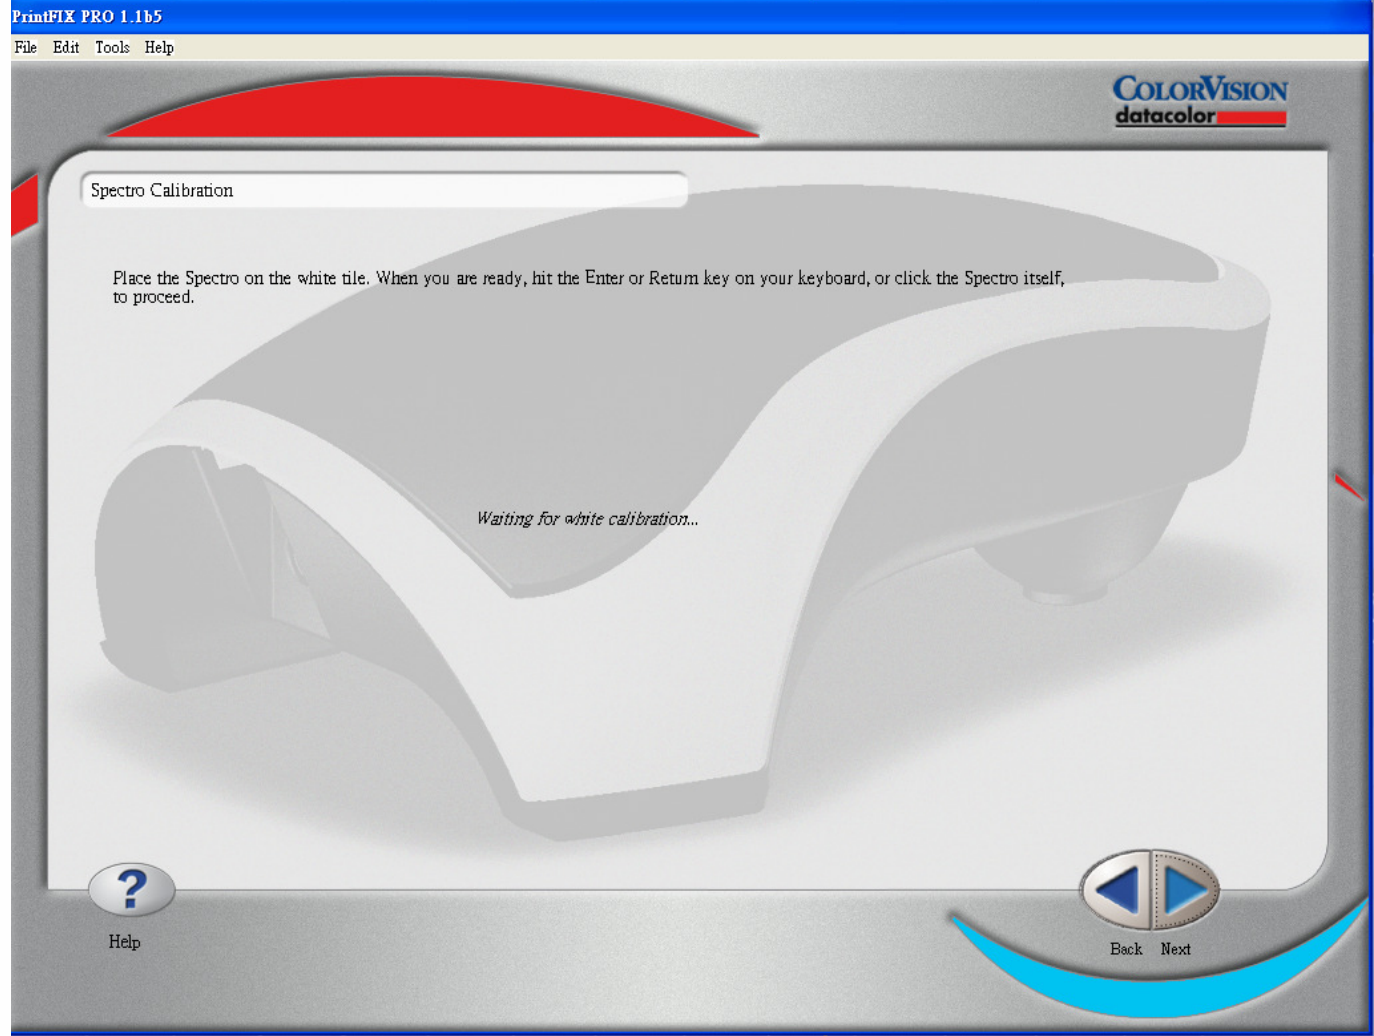 PrintFIX PRO 1.1b5
File Edit Tools Help
COLORVISION
datacolor
Spectro Calibration
Place the Spectro on the white tile. When you are ready, hit the Enter or Return key on your keyboard, or click the Spectro itself,
to proceed.
Waiting for white calibration...
?
Help
Back Next